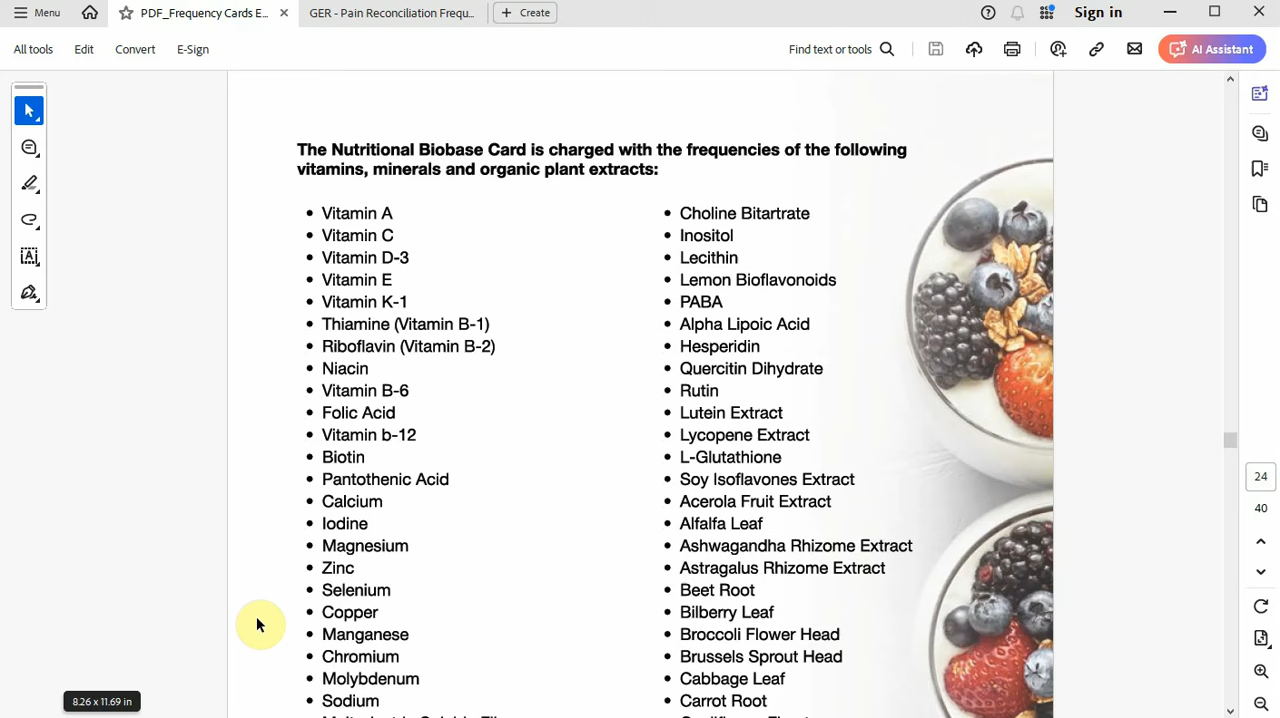 Menu
PDF_Frequency Cards E...
GER - Pain Reconciliation Frequ...
Create
Sign in
All tools
Edit
Convert
E-Sign
Find text or tools
AI Assistant
The Nutritional Biobase Card is charged with the frequencies of the following
vitamins, minerals and organic plant extracts:
• Vitamin A
• Vitamin C
• Vitamin D-3
• Vitamin E
• Vitamin K-1
• Thiamine (Vitamin B-1)
• Riboflavin (Vitamin B-2)
• Niacin
• Vitamin B-6
• Folic Acid
• Vitamin b-12
• Biotin
• Pantothenic Acid
• Calcium
• Iodine
• Magnesium
• Zinc
• Selenium
• Copper
• Manganese
• Chromium
• Molybdenum
• Sodium
• Choline Bitartrate
• Inositol
• Lecithin
• Lemon Bioflavonoids
• PABA
• Alpha Lipoic Acid
• Hesperidin
• Quercitin Dihydrate
• Rutin
• Lutein Extract
• Lycopene Extract
• L-Glutathione
• Soy Isoflavones Extract
• Acerola Fruit Extract
• Alfalfa Leaf
• Ashwagandha Rhizome Extract
• Astragalus Rhizome Extract
• Beet Root
• Bilberry Leaf
• Broccoli Flower Head
• Brussels Sprout Head
• Cabbage Leaf
• Carrot Root
24
40
8.26 x 11.69 in